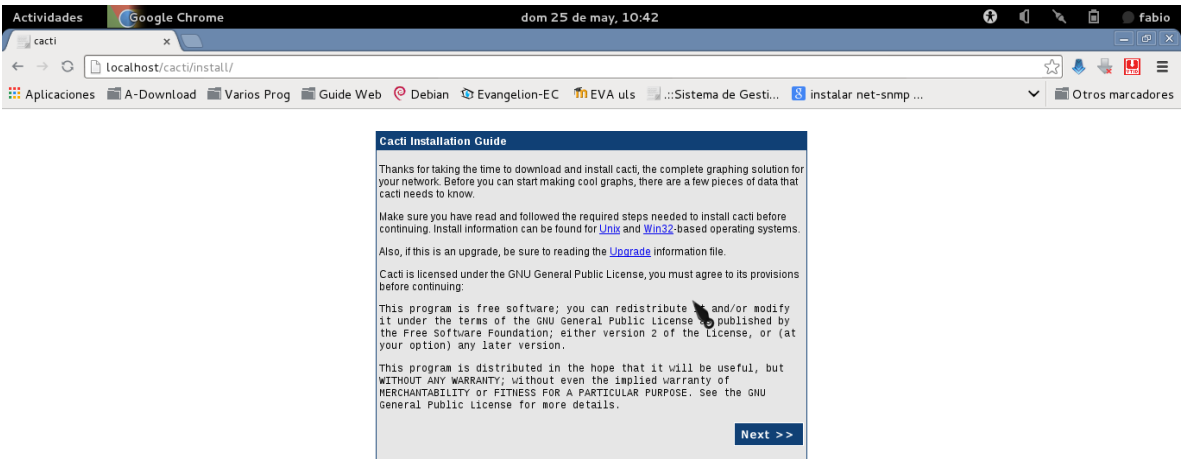 Actividades Google Chrome dom 25 de may, 10:42 fabio
cacti
localhost/cacti/install/
Aplicaciones A-Download Varios Prog Guide Web Debian Evangelion-EC EVA uls .::Sistema de Gesti... instalar net-snmp ... Otros marcadores
Cacti Installation Guide
Thanks for taking the time to download and install cacti, the complete graphing solution for
your network. Before you can start making cool graphs, there are a few pieces of data that
cacti needs to know.
Make sure you have read and followed the required steps needed to install cacti before
continuing. Install information can be found for Unix and Win32-based operating systems.
Also, if this is an upgrade, be sure to reading the Upgrade information file.
Cacti is licensed under the GNU General Public License, you must agree to its provisions
before continuing:
This program is free software; you can redistribute and/or modify
it under the terms of the GNU General Public License published by
the Free Software Foundation; either version 2 of the License, or (at
your option) any later version.
This program is distributed in the hope that it will be useful, but
WITHOUT ANY WARRANTY; without even the implied warranty of
MERCHANTABILITY or FITNESS FOR A PARTICULAR PURPOSE. See the GNU
General Public License for more details.
Next >>